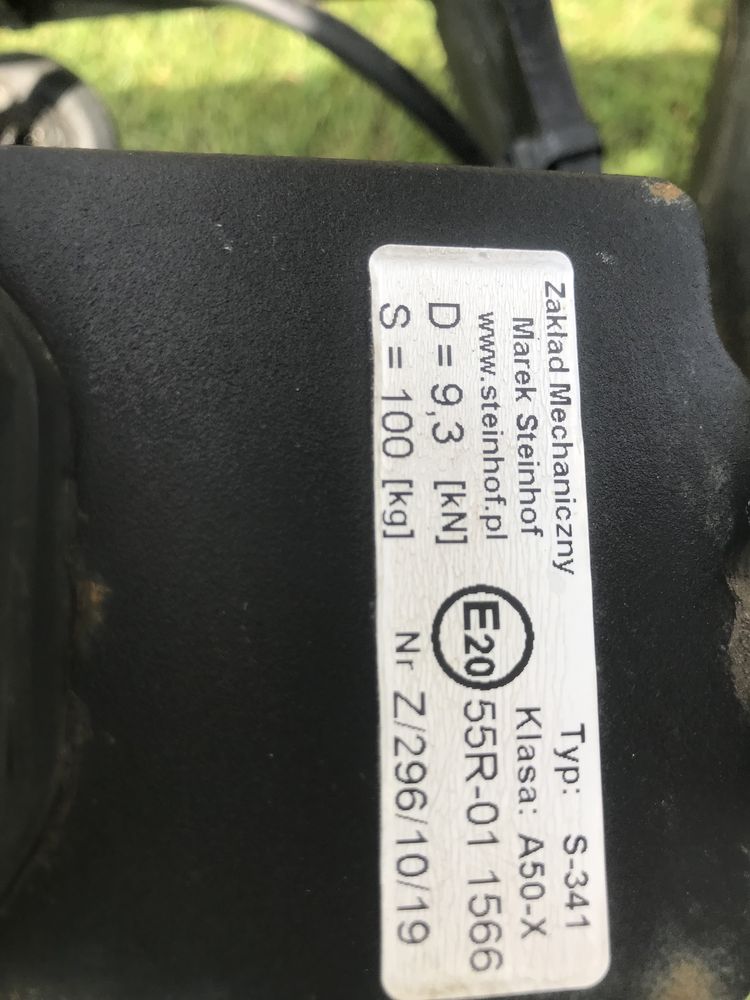 Zakład Mechaniczny
Marek Steinhof
www.steinhof.pl
D = 9,3 [kN]
S = 100 [kg]
Typ: S-341
Klasa: A50-X
E20 55R-01 1566
Nr Z/296/10/19